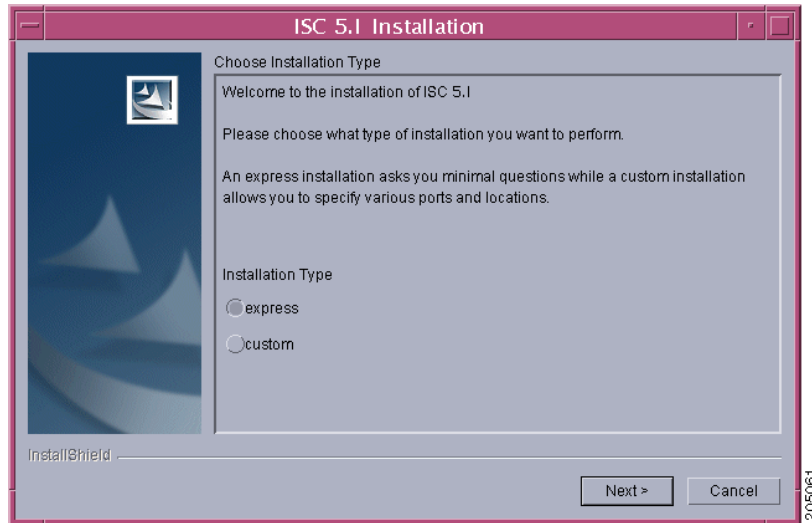 ISC 5.1 Installation
Choose Installation Type
Welcome to the installation of ISC 5.1
Please choose what type of installation you want to perform.
An express installation asks you minimal questions while a custom installation
allows you to specify various ports and locations.
Installation Type
express
custom
InstallShield
Next >
Cancel
205061